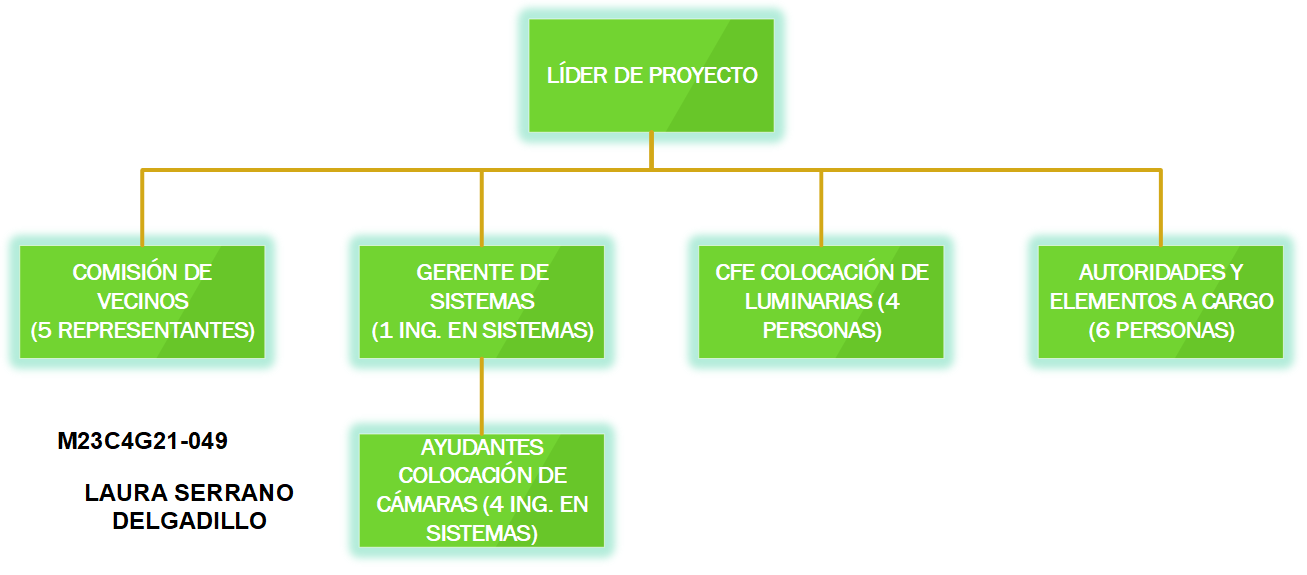 LÍDER DE PROYECTO
COMISIÓN DE
VECINOS
(5 REPRESENTANTES)
GERENTE DE
SISTEMAS
(1 ING. EN SISTEMAS)
CFE COLOCACIÓN DE
LUMINARIAS (4
PERSONAS)
AUTORIDADES Y
ELEMENTOS A CARGO
(6 PERSONAS)
AYUDANTES
COLOCACIÓN DE
CÁMARAS (4 ING. EN
SISTEMAS)
M23C4G21-049
LAURA SERRANO
DELGADILLO